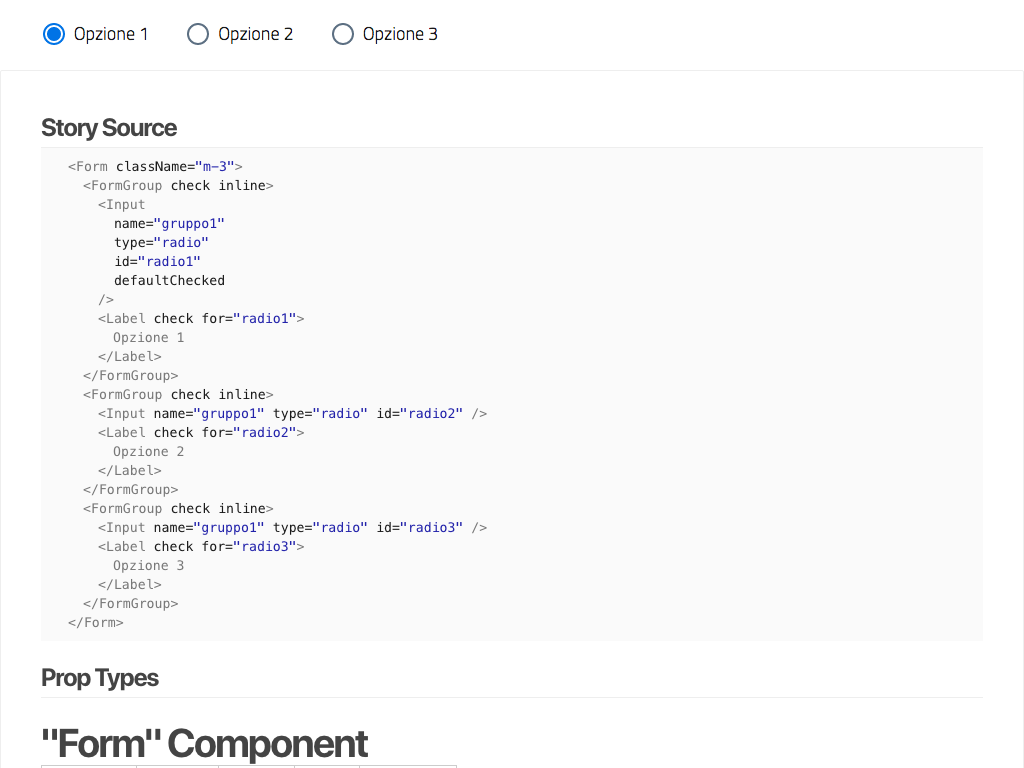 Opzione 1 Opzione 2 Opzione 3
Story Source
<Form className="m-3">
<FormGroup check inline>
<Input
name="gruppo1"
type="radio"
id="radio1"
defaultChecked
/>
<Label check for="radio1">
Opzione 1
</Label>
</FormGroup>
<FormGroup check inline>
<Input name="gruppo1" type="radio" id="radio2" />
<Label check for="radio2">
Opzione 2
</Label>
</FormGroup>
<FormGroup check inline>
<Input name="gruppo1" type="radio" id="radio3" />
<Label check for="radio3">
Opzione 3
</Label>
</FormGroup>
</Form>
Prop Types
"Form" Component